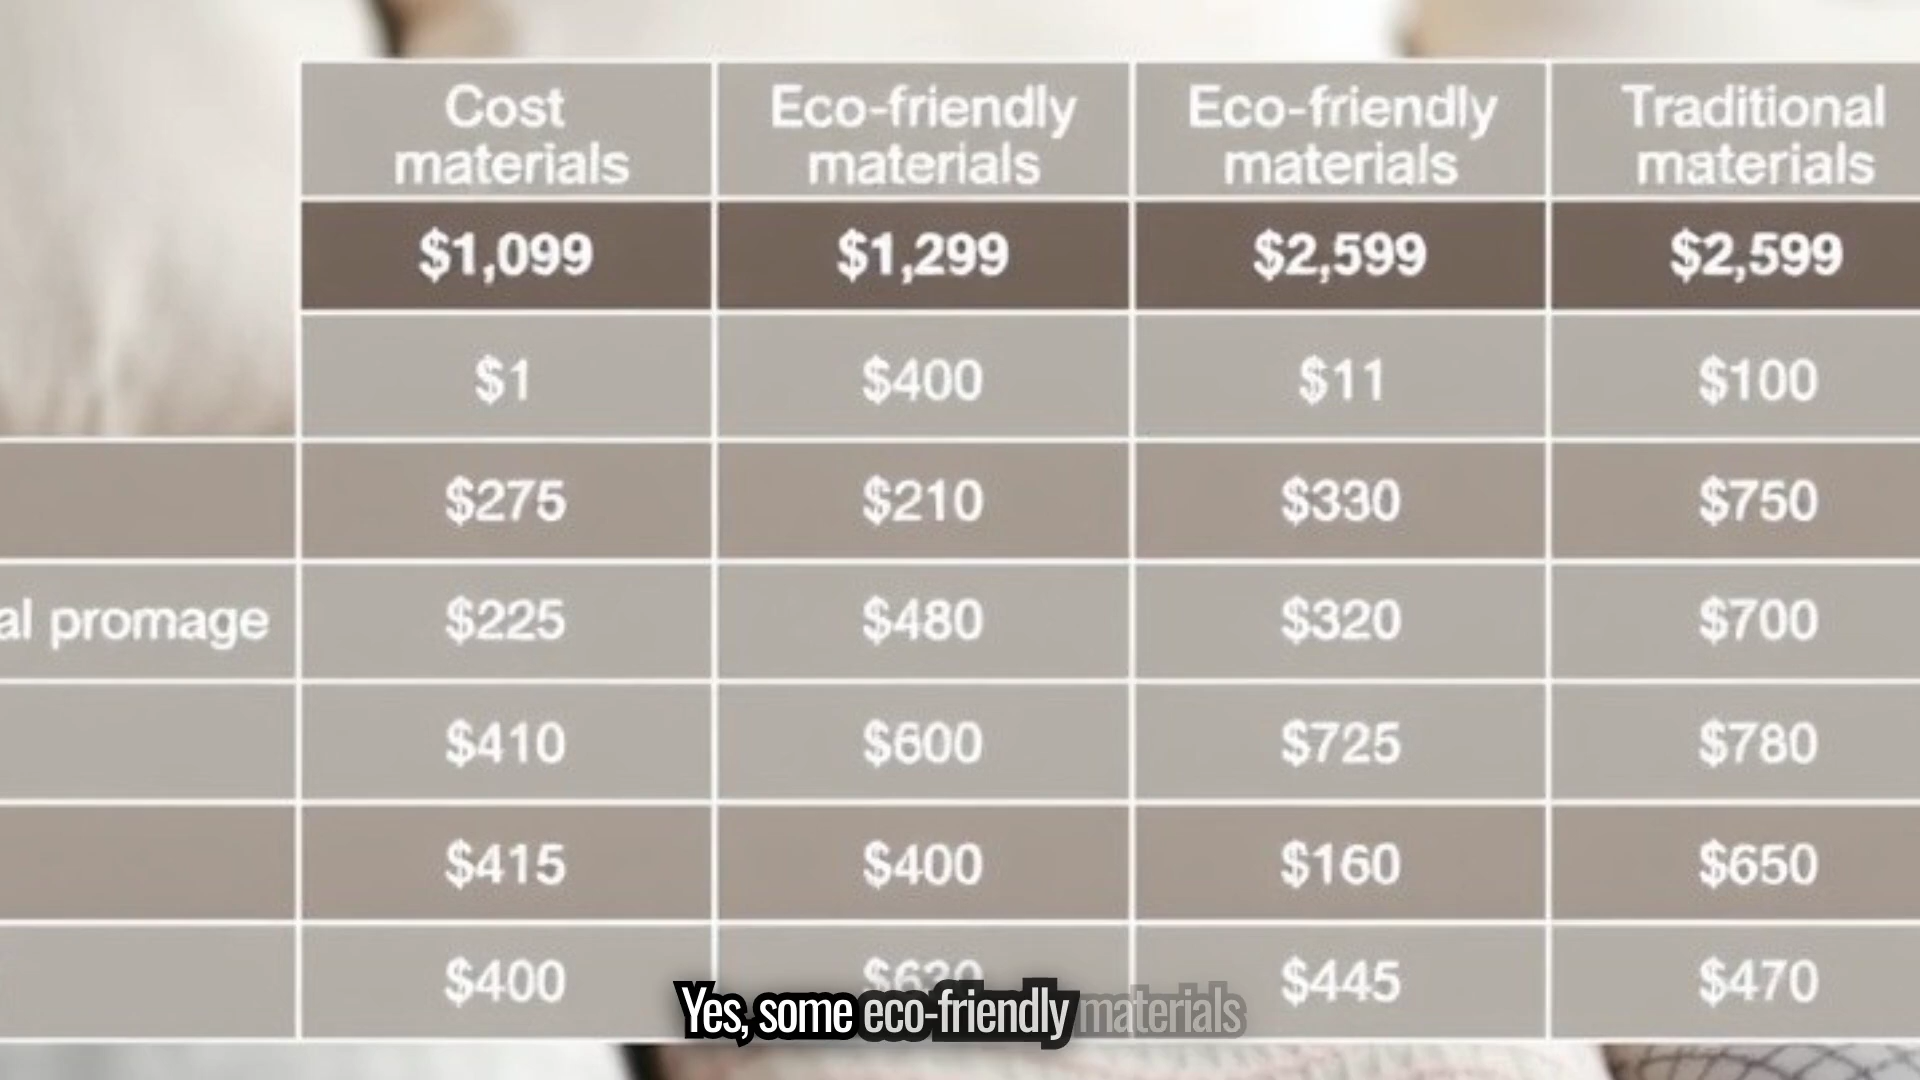 Cost materials
Eco-friendly materials
Eco-friendly materials
Traditional materials
$1,099 $1,299 $2,599 $2,599
$1 $400 $11 $100
$275 $210 $330 $750
al promage $225 $480 $320 $700
$410 $600 $725 $780
$415 $400 $160 $650
$400 $630 $445 $470
Yes, some eco-friendly materials